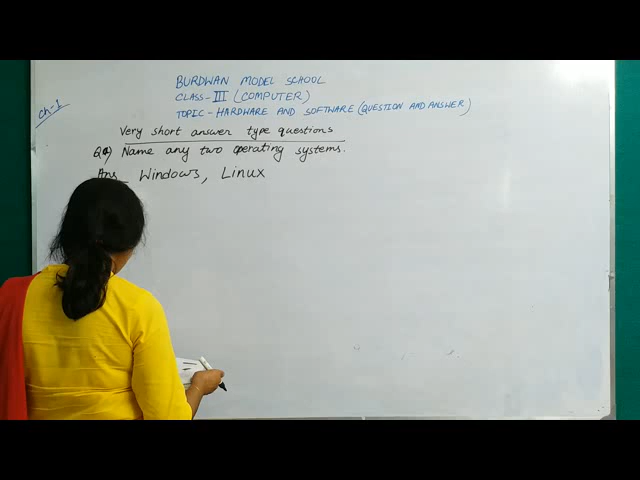 Ch-1
BURDWAN MODEL SCHOOL
CLASS-III (COMPUTER)
TOPIC-HARDWARE AND SOFTWARE (QUESTION AND ANSWER)
Very short answer type questions
Name any two operating systems.
Ans Windows, Linux